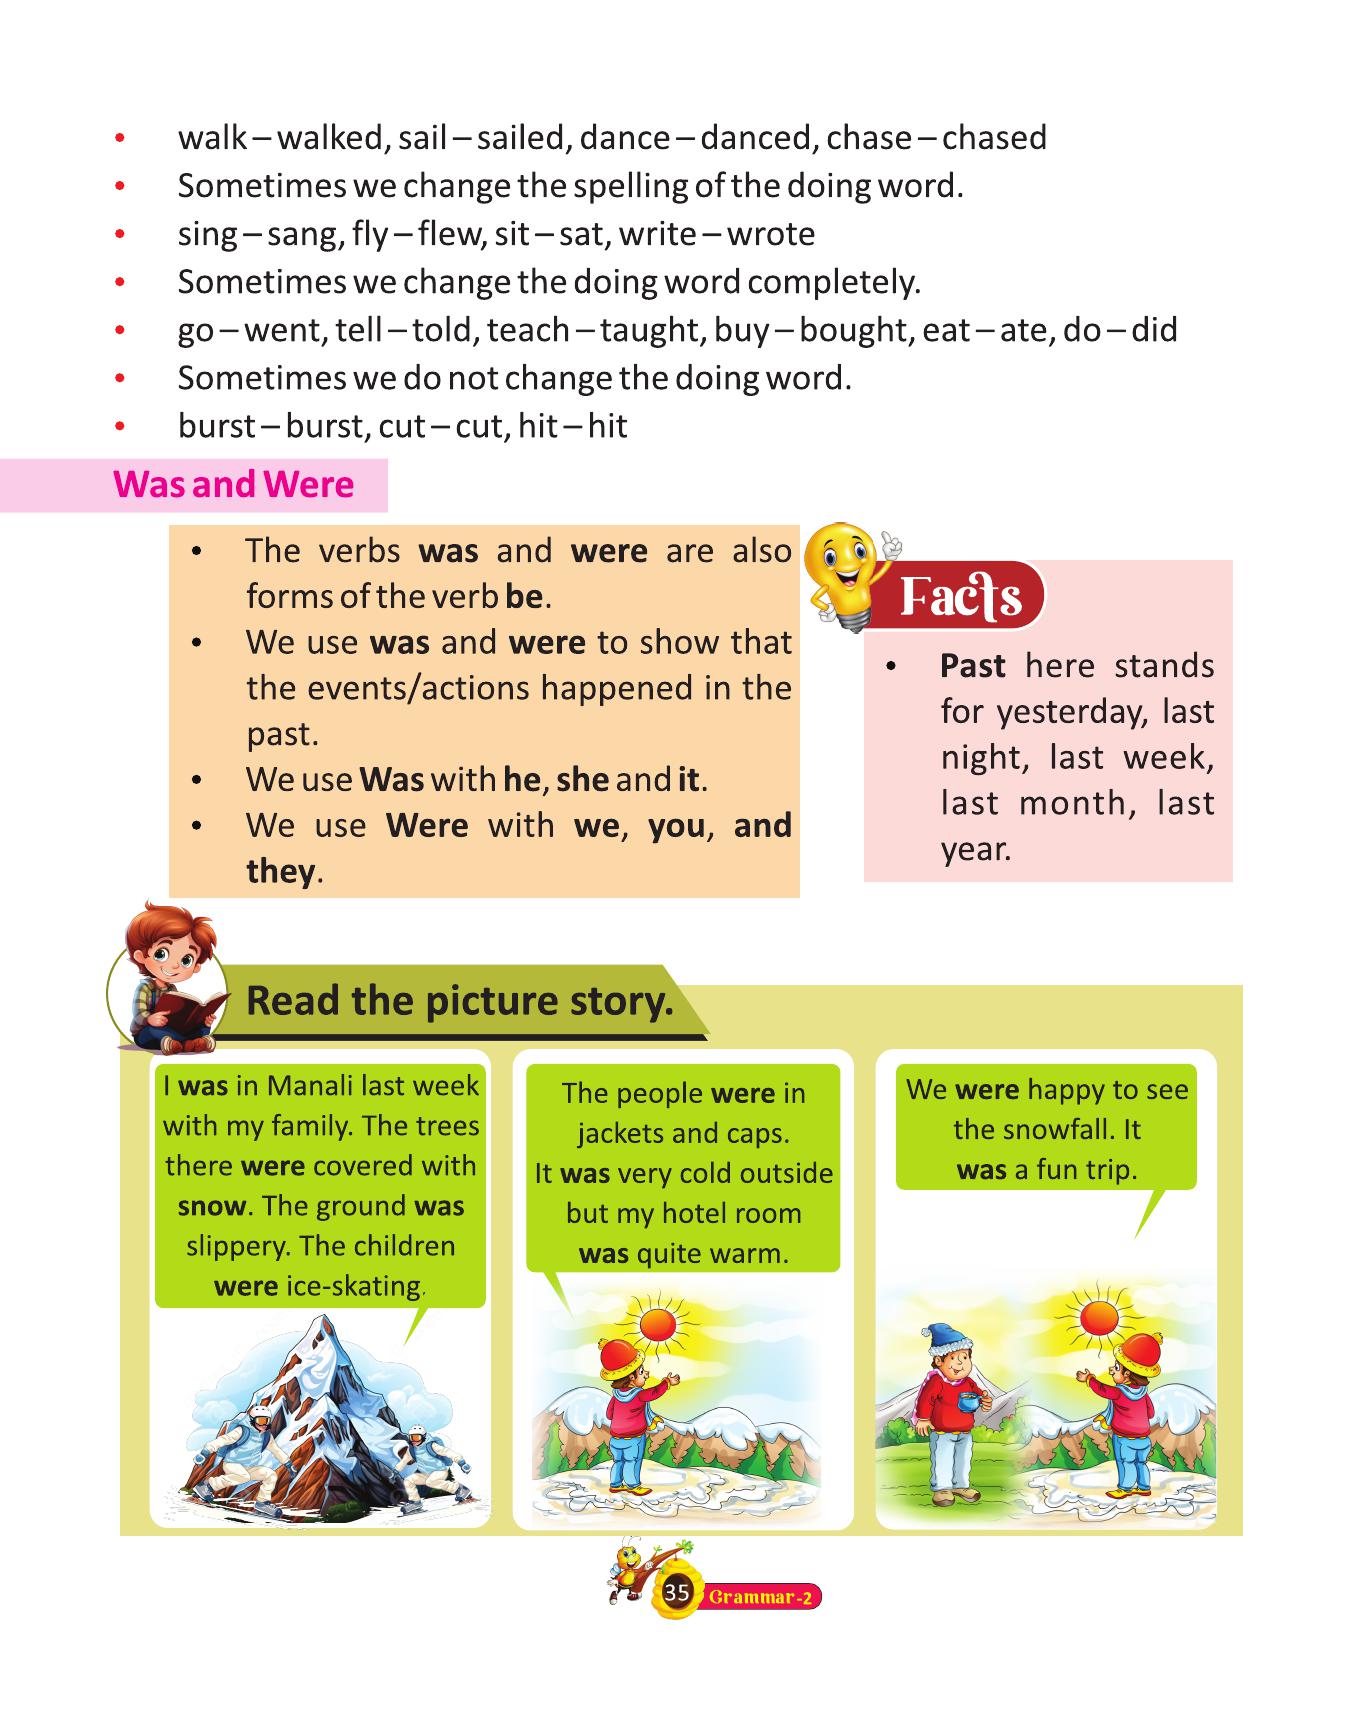 • walk – walked, sail – sailed, dance – danced, chase – chased
• Sometimes we change the spelling of the doing word.
• sing – sang, fly – flew, sit – sat, write – wrote
• Sometimes we change the doing word completely.
• go – went, tell – told, teach – taught, buy – bought, eat – ate, do – did
• Sometimes we do not change the doing word.
• burst – burst, cut – cut, hit – hit
Was and Were
• The verbs was and were are also
forms of the verb be.
• We use was and were to show that
the events/actions happened in the
past.
• We use Was with he, she and it.
• We use Were with we, you, and
they.
Facts
• Past here stands
for yesterday, last
night, last week,
last month, last
year.
Read the picture story.
I was in Manali last week
with my family. The trees
there were covered with
snow. The ground was
slippery. The children
were ice-skating.
The people were in
jackets and caps.
It was very cold outside
but my hotel room
was quite warm.
We were happy to see
the snowfall. It
was a fun trip.
35
Grammar-2